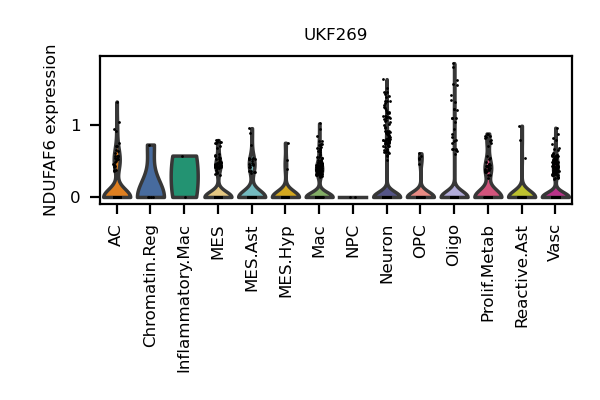 UKF269
NDUFAF6 expression
1
0
AC
Chromatin.Reg
Inflammatory.Mac
MES
MES.Ast
MES.Hyp
Mac
NPC
Neuron
OPC
Oligo
Prolif.Metab
Reactive.Ast
Vasc